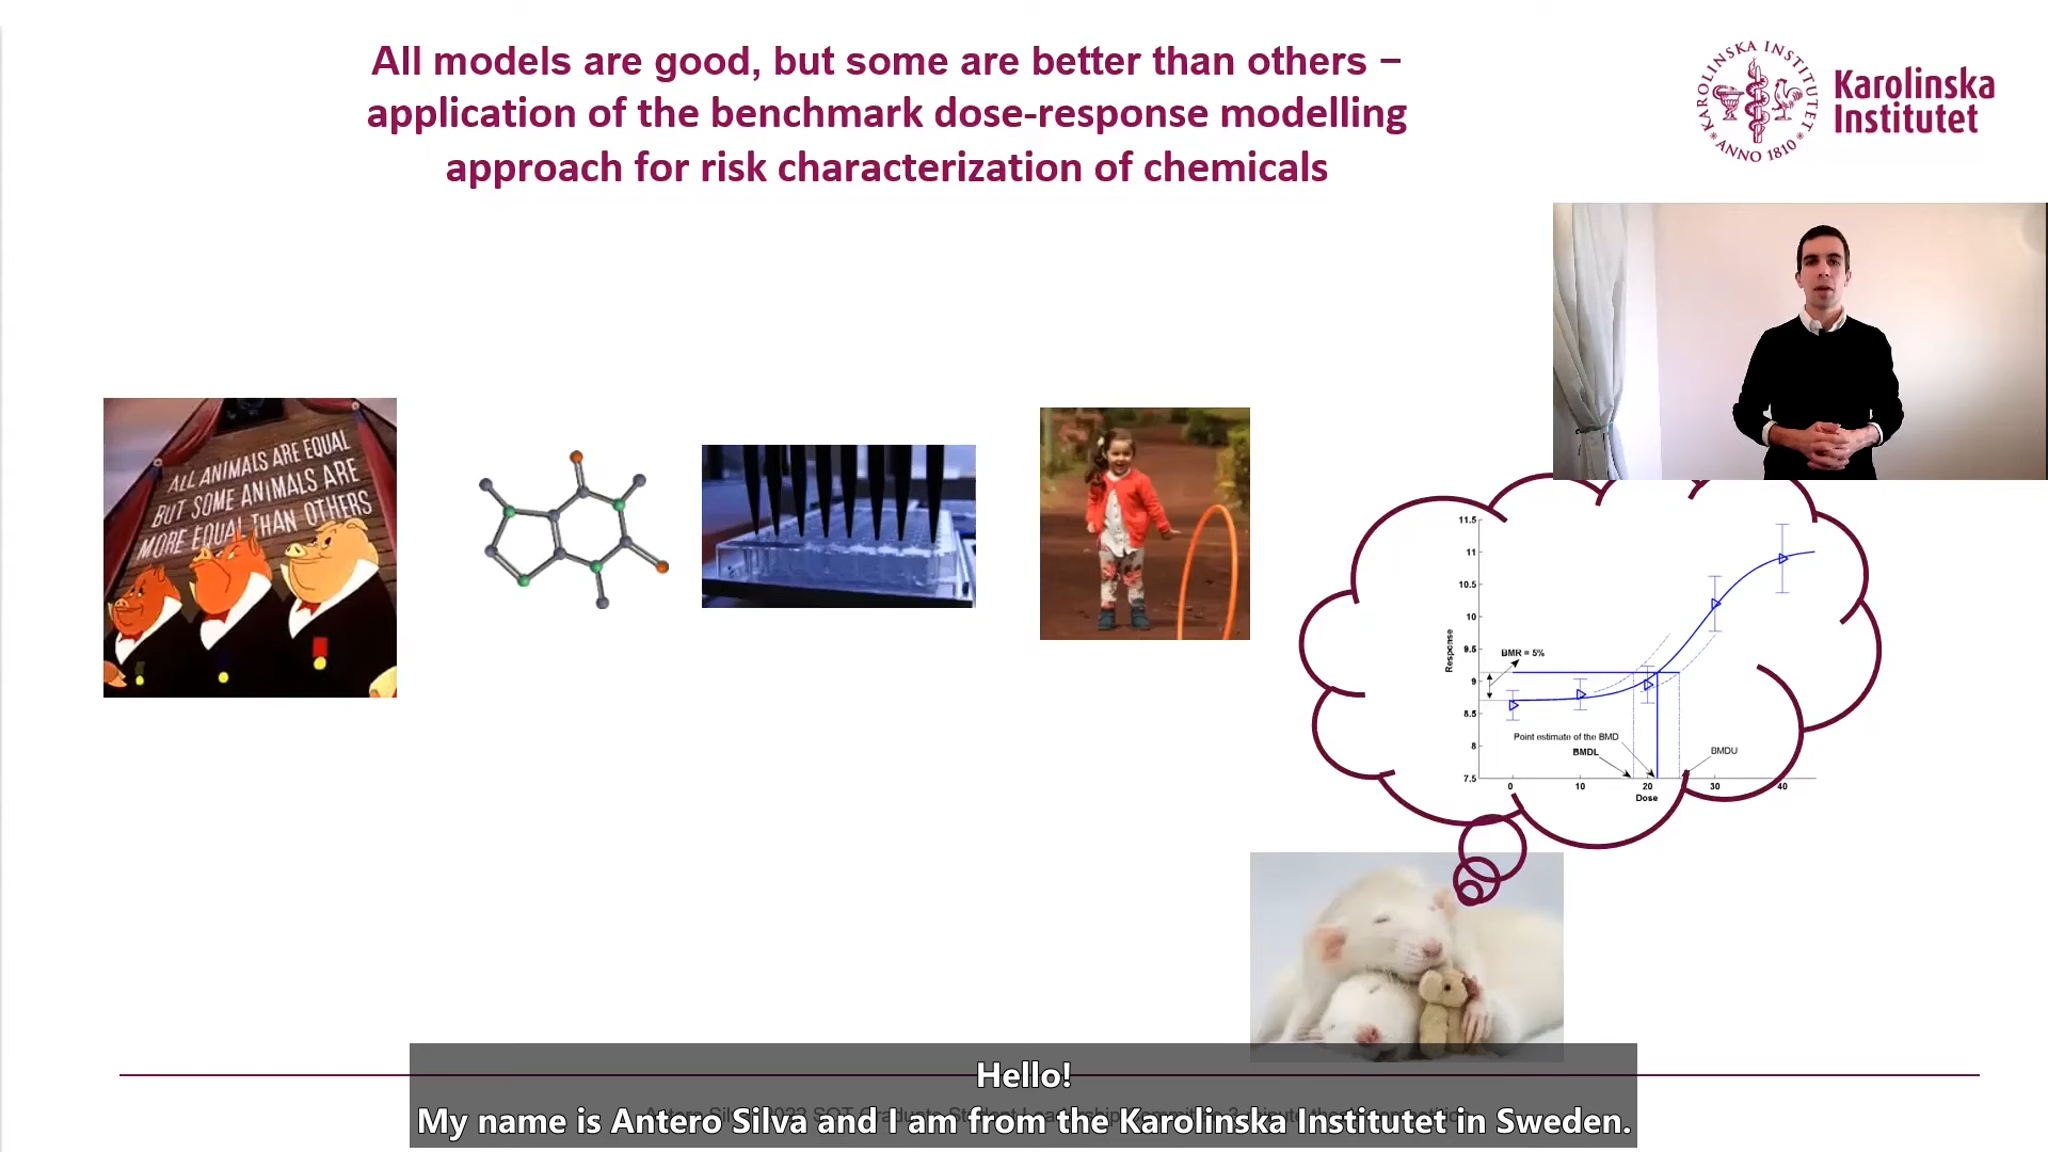 All models are good, but some are better than others –
application of the benchmark dose-response modelling
approach for risk characterization of chemicals
KAROLINSKA INSTITUTET
ANNO 1810
Karolinska
Institutet
ALL ANIMALS ARE EQUAL
BUT SOME ANIMALS ARE
MORE EQUAL THAN OTHERS
11.5
11
10.5
10
9.5
9
8.5
8
7.5
Response
BMR = 5%
Point estimate of the BMD
BMDL
BMDU
0 10 20 30 40
Dose
Hello!
My name is Antero Silva and I am from the Karolinska Institutet in Sweden.